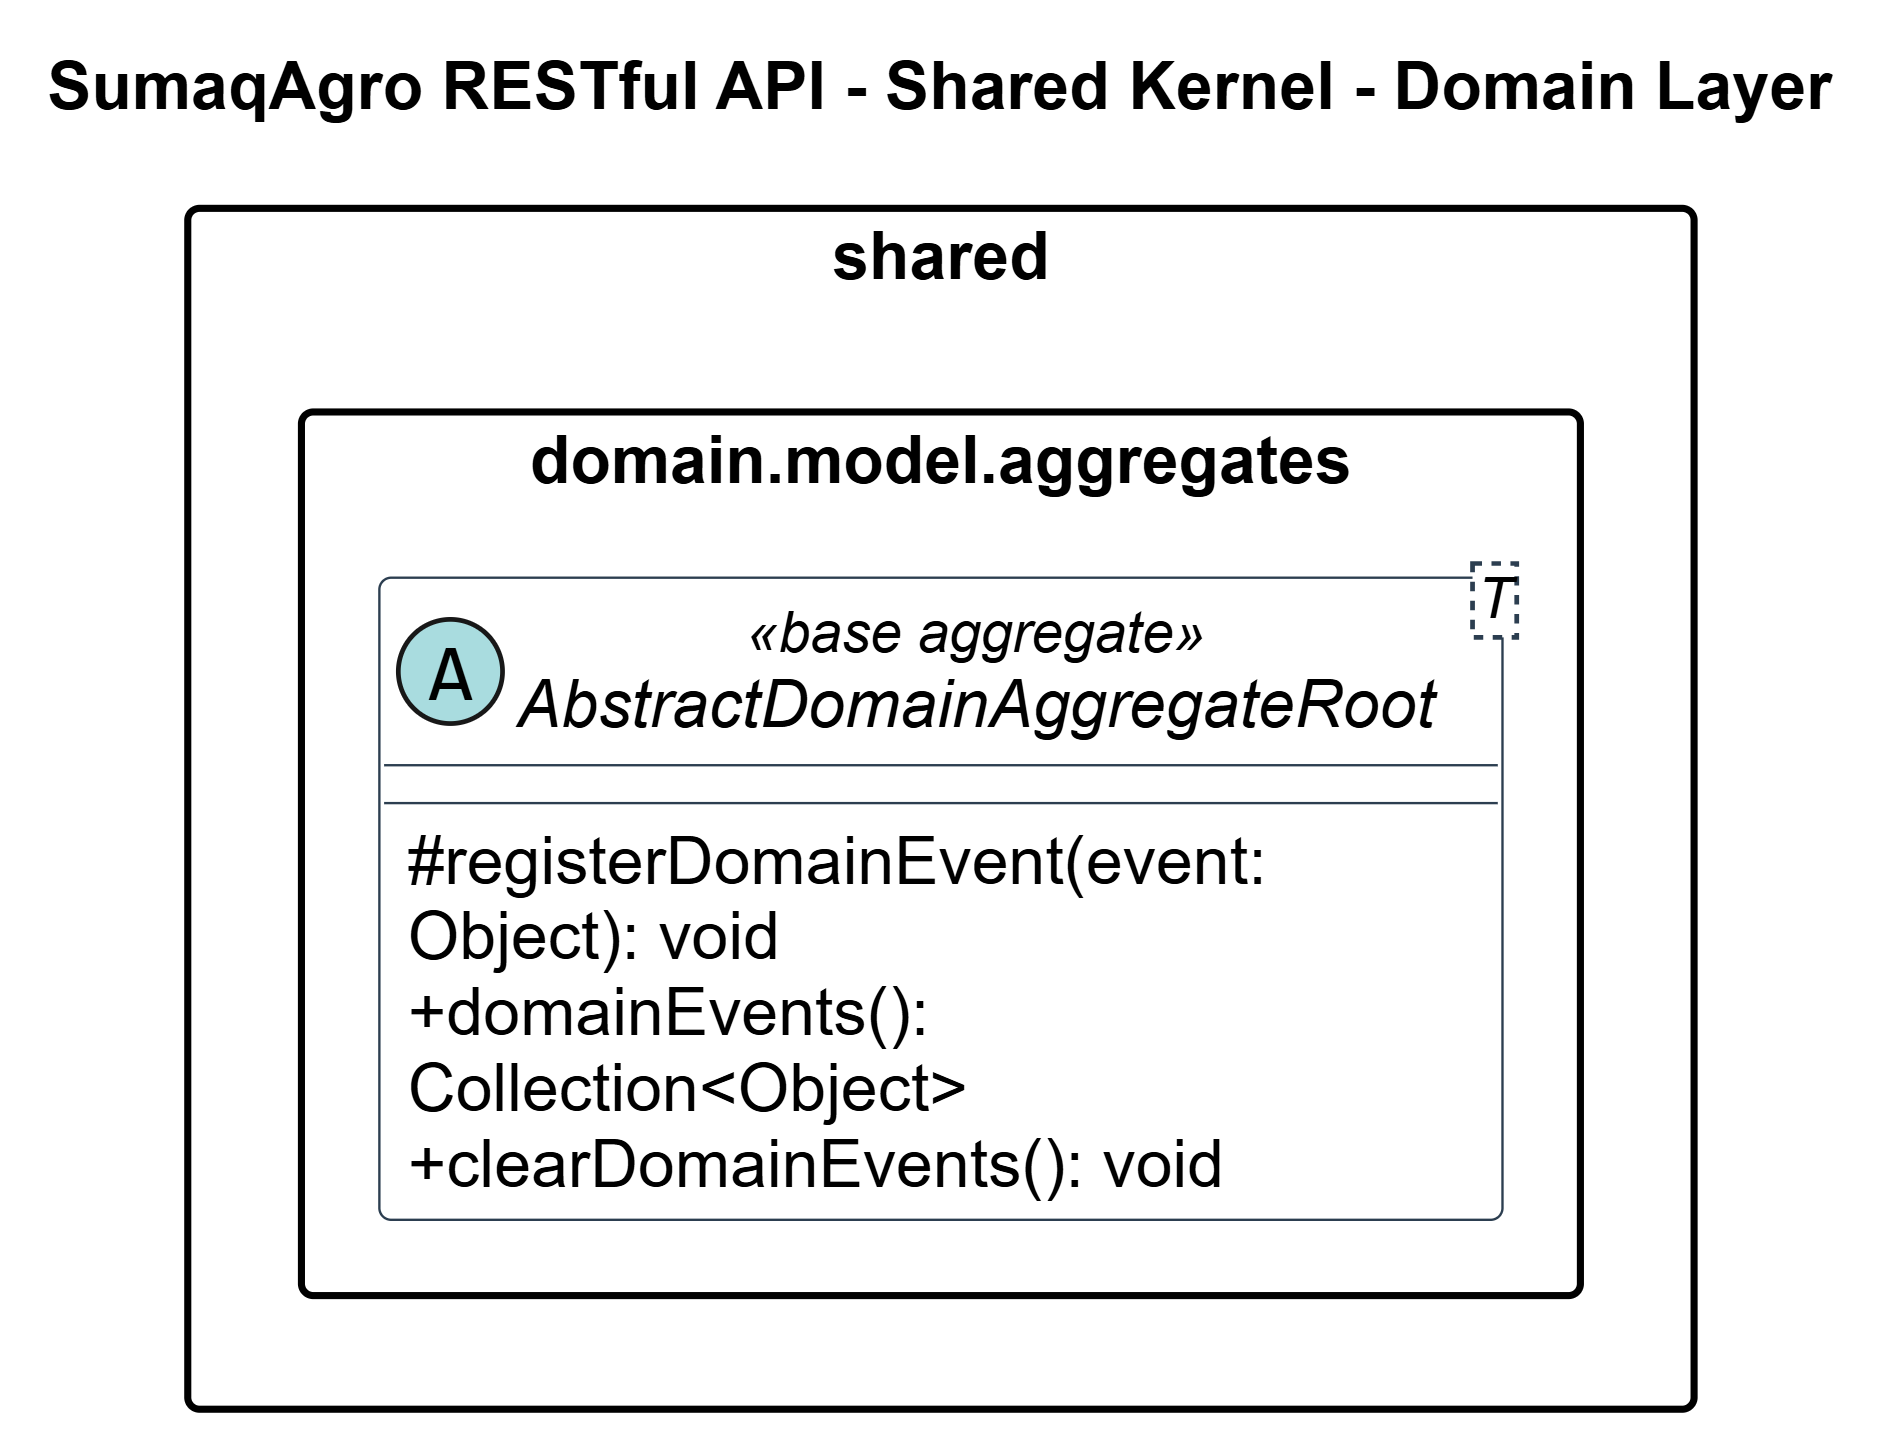 SumaqAgro RESTful API - Shared Kernel - Domain Layer
shared
domain.model.aggregates
T
«base aggregate»
A
AbstractDomainAggregateRoot
#registerDomainEvent(event:
Object): void
+domainEvents():
Collection<Object>
+clearDomainEvents(): void